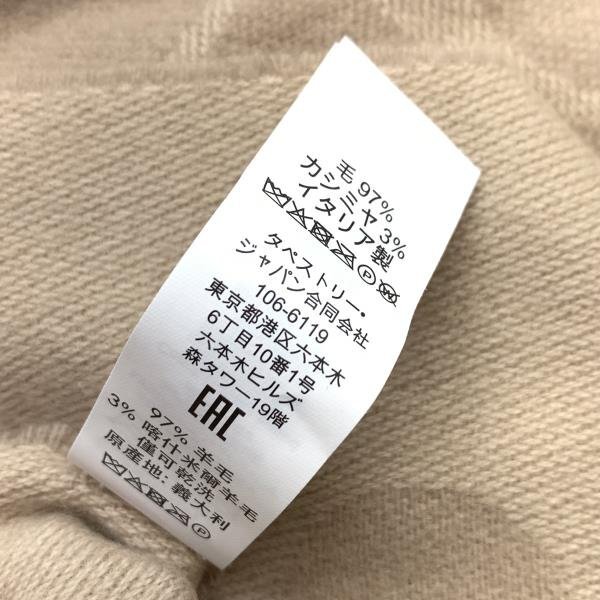 毛 97%
カシミヤ 3%
イタリア製
P W
タペストリー・
ジャパン合同会社
106-6119
東京都港区六本木
6丁目10番1号
六本木ヒルズ
森タワー19階
EAC
97% 羊毛
3% 喀什米爾羊毛
僅可乾洗
原產地: 義大利
P